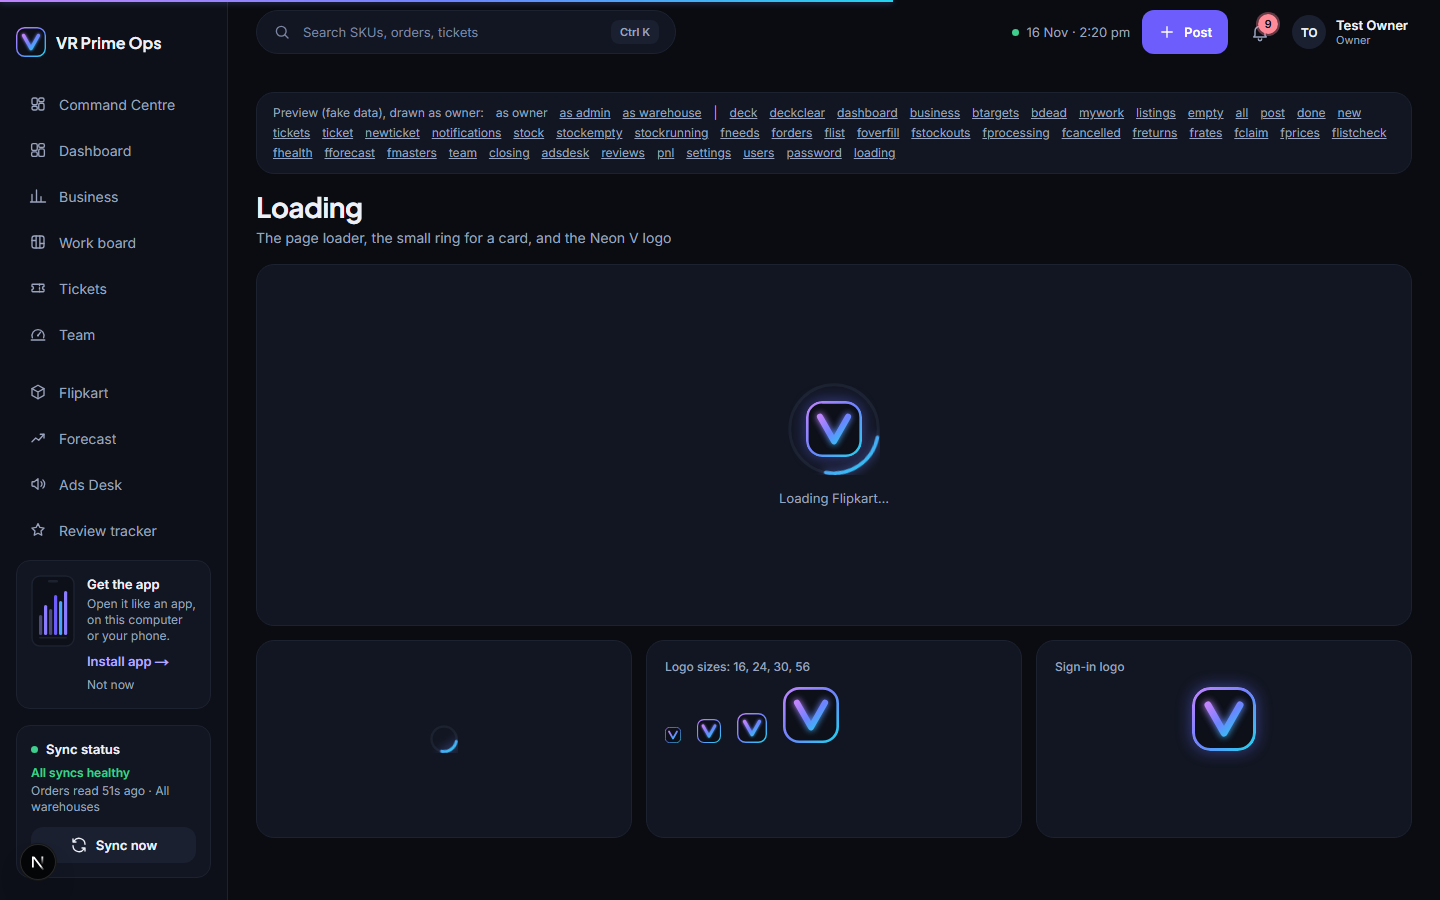 VR Prime Ops
Search SKUs, orders, tickets
Ctrl K
16 Nov · 2:20 pm
Post
9
TO
Test Owner
Owner
Command Centre
Dashboard
Business
Work board
Tickets
Team
Flipkart
Forecast
Ads Desk
Review tracker
Get the app
Open it like an app,
on this computer
or your phone.
Install app →
Not now
Sync status
All syncs healthy
Orders read 51s ago · All
warehouses
Sync now
N
Preview (fake data), drawn as owner: as owner as admin as warehouse | deck deckclear dashboard business btargets bdead mywork listings empty all post done new
tickets ticket newticket notifications stock stockempty stockrunning fneeds forders flist foverfill fstockouts fprocessing fcancelled freturns frates fclaim fprices flistcheck
fhealth fforecast fmasters team closing adsdesk reviews pnl settings users password loading
Loading
The page loader, the small ring for a card, and the Neon V logo
Loading Flipkart...
Logo sizes: 16, 24, 30, 56
Sign-in logo